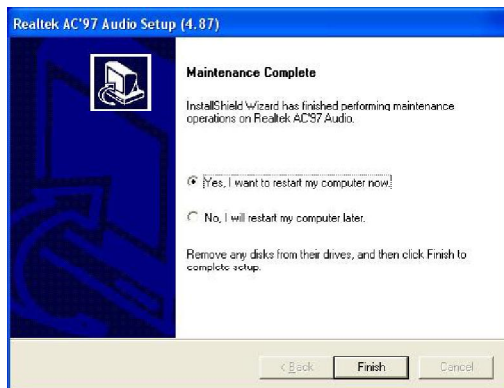 Realtek AC'97 Audio Setup (4.87)
Maintenance Complete
InstallShield Wizard has finished performing maintenance
operations on Realtek AC'97 Audio.
Yes, I want to restart my computer now.
No, I will restart my computer later.
Remove any disks from their drives, and then click Finish to
complete setup.
< Back
Finish
Cancel